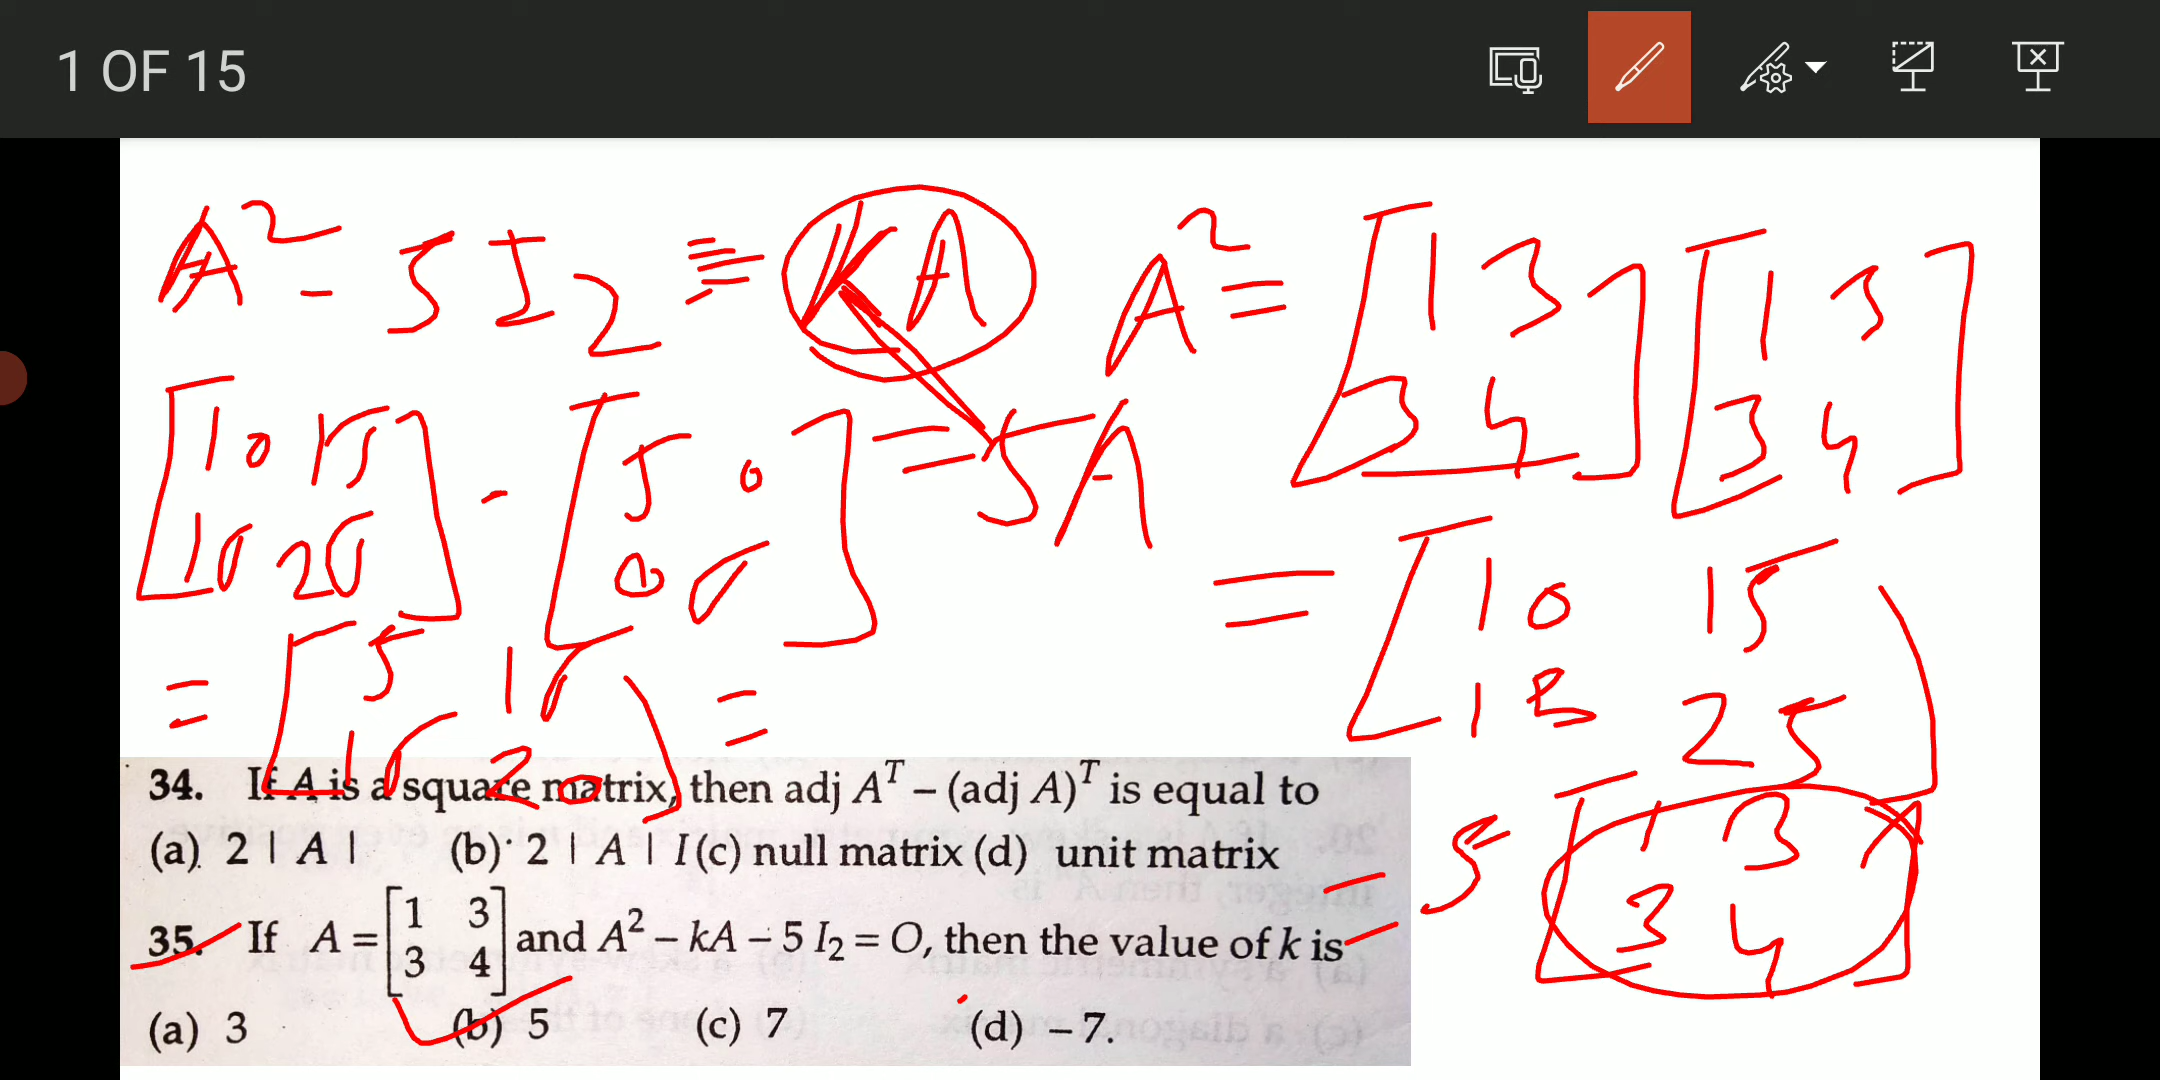 1 OF 15
A² - 5 I₂ = KA
A² = [1 3 3 4] [1 3 3 4]
[10 15 10 20] - [5 0 0 ] = 5A
= [10 15 15 25]
= [5 15 15 20] =
= 5 [1 3 3 4]
34. If A is a square matrix, then adj Aᵀ – (adj A)ᵀ is equal to
(a) 2 | A | (b) 2 | A | I (c) null matrix (d) unit matrix
35. If A = [1 3 3 4] and A² – kA – 5 I₂ = O, then the value of k is
(a) 3 (b) 5 (c) 7 (d) – 7.